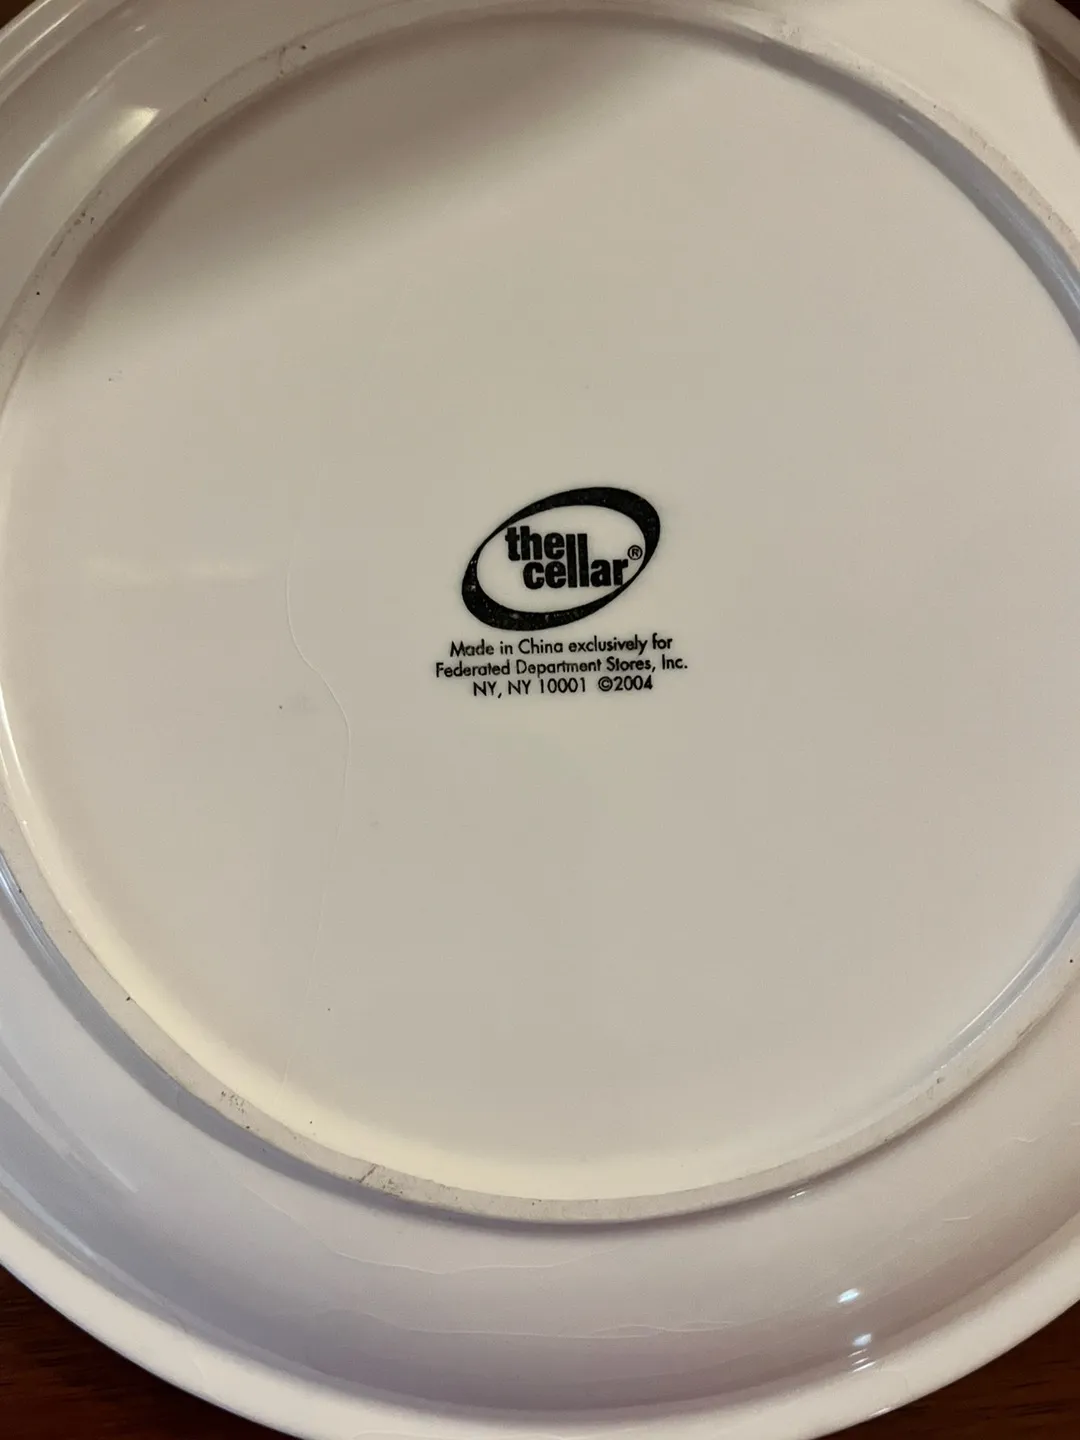 the
cellar®
Made in China exclusively for
Federated Department Stores, Inc.
NY, NY 10001 ©2004